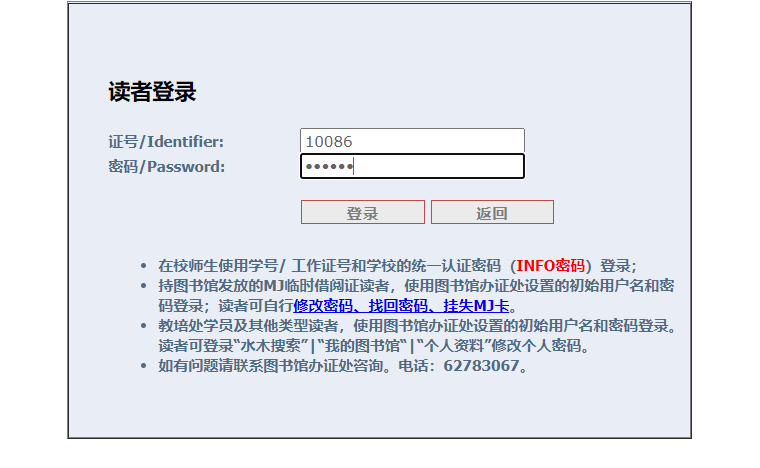 读者登录
证号/Identifier: 10086
密码/Password: ••••••
登录 返回
• 在校师生使用学号/ 工作证号和学校的统一认证密码（INFO密码）登录；
• 持图书馆发放的MJ临时借阅证读者，使用图书馆办证处设置的初始用户名和密
码登录；读者可自行修改密码、找回密码、挂失MJ卡。
• 教培处学员及其他类型读者，使用图书馆办证处设置的初始用户名和密码登录。
读者可登录“水木搜索”|“我的图书馆“|“个人资料”修改个人密码。
• 如有问题请联系图书馆办证处咨询。电话：62783067。